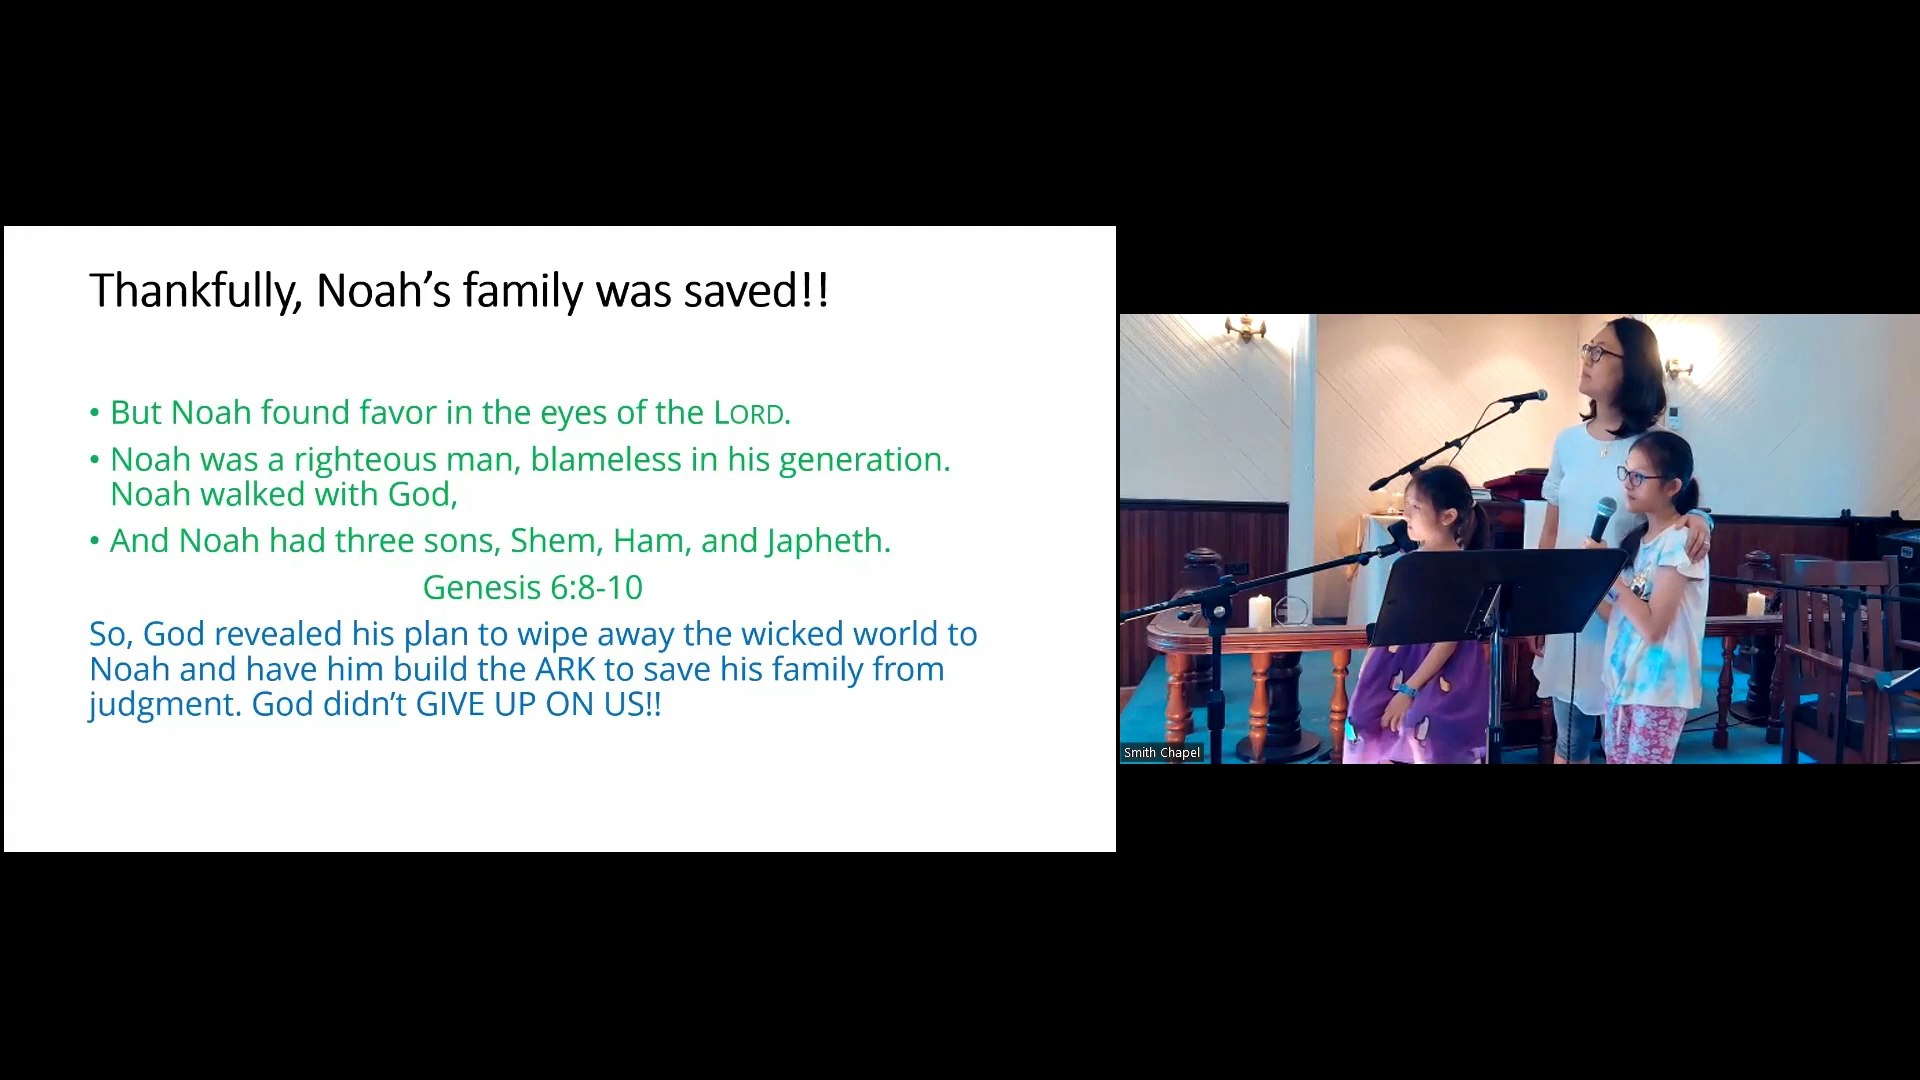 Thankfully, Noah’s family was saved!!
• But Noah found favor in the eyes of the LORD.
• Noah was a righteous man, blameless in his generation.
Noah walked with God,
• And Noah had three sons, Shem, Ham, and Japheth.
Genesis 6:8-10
So, God revealed his plan to wipe away the wicked world to
Noah and have him build the ARK to save his family from
judgment. God didn’t GIVE UP ON US!!
Smith Chapel